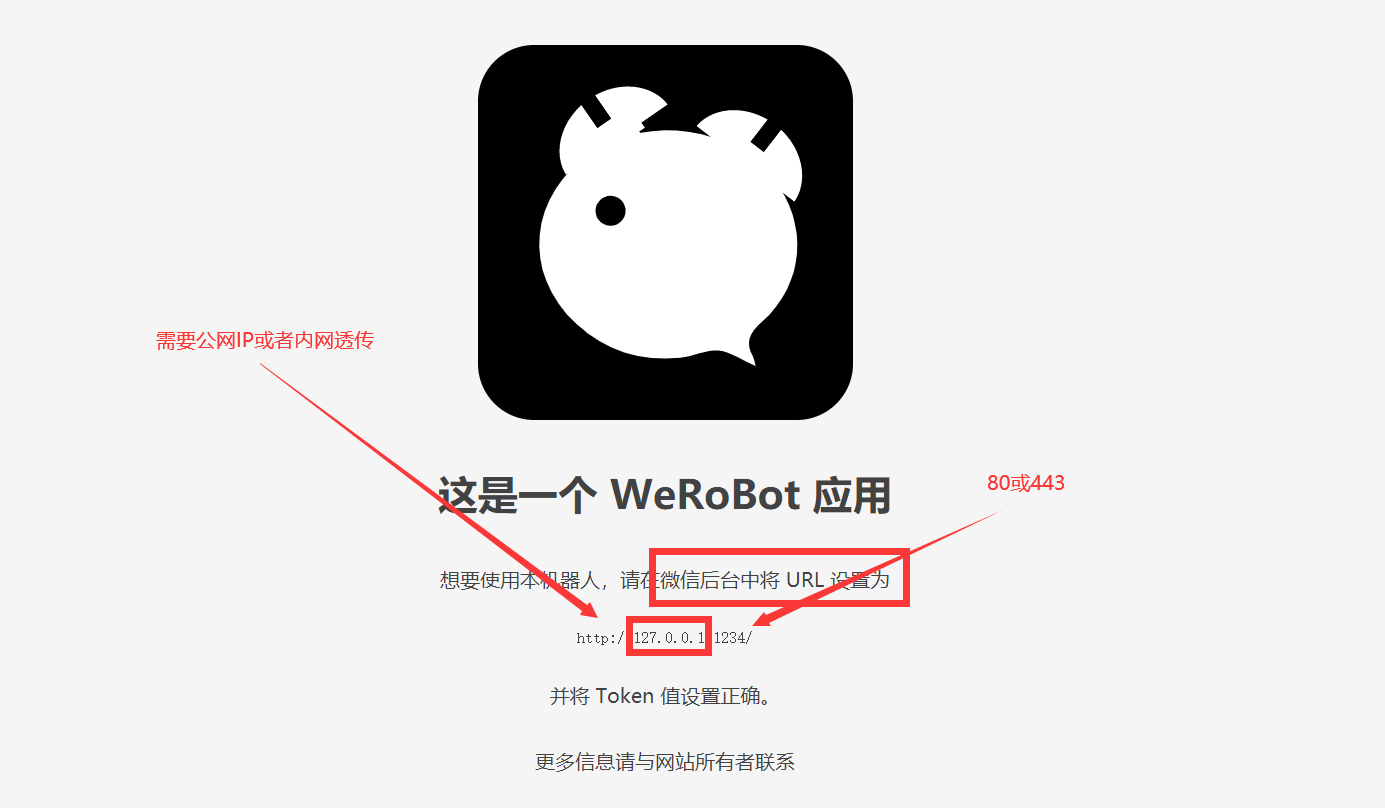 需要公网IP或者内网透传
这是一个 WeRoBot 应用
80或443
想要使用本机器人，请在微信后台中将 URL 设置为
http:/127.0.0.1 1234/
并将 Token 值设置正确。
更多信息请与网站所有者联系